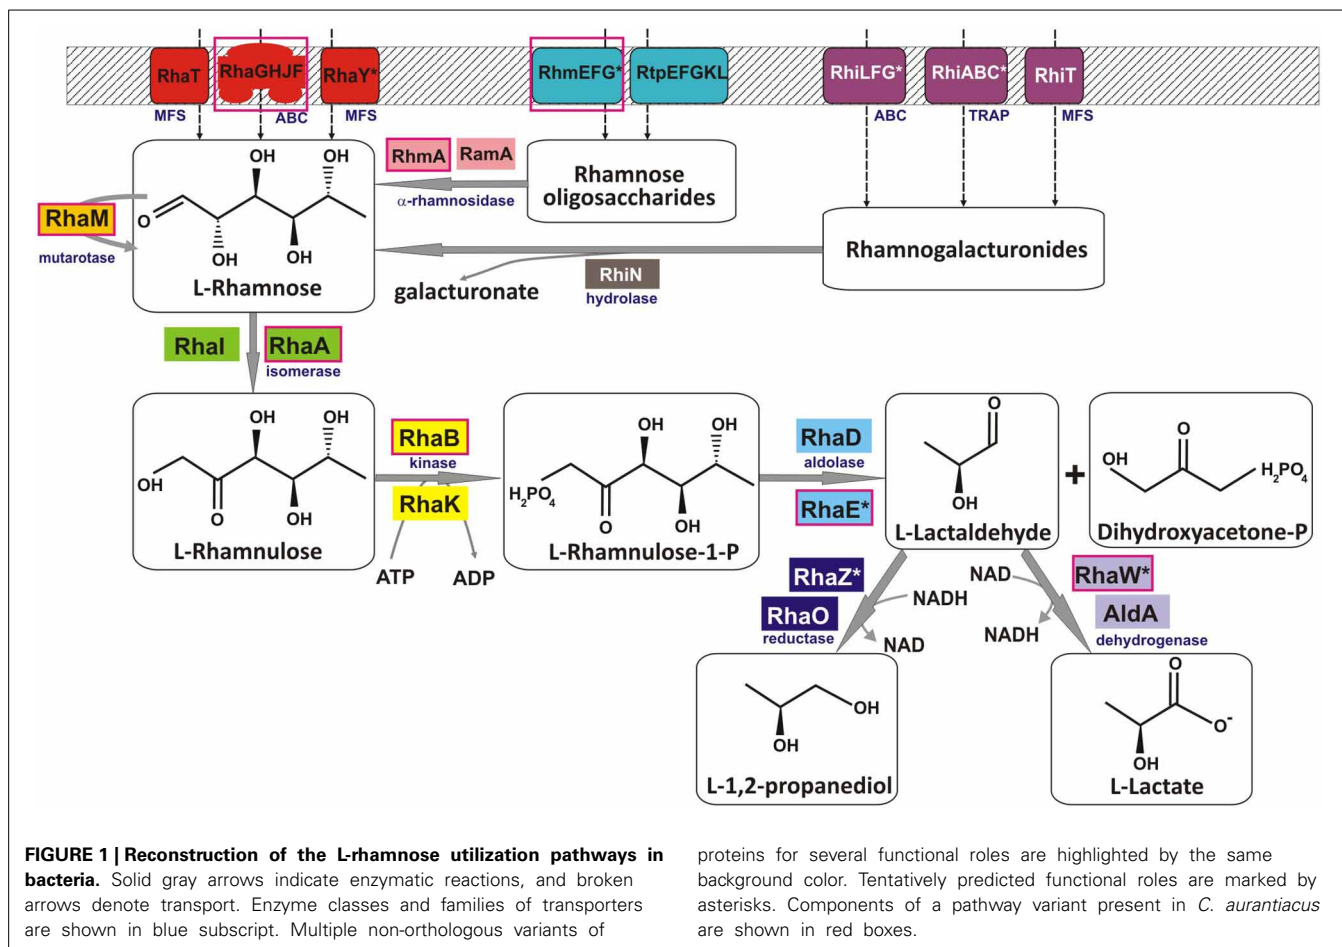 RhaT
RhaGHJF
RhaY*
RhmEFG*
RtpEFGKL
RhiLFG*
RhiABC*
RhiT
MFS
ABC
MFS
ABC
TRAP
MFS
OH
OH
O
OH
OH
L-Rhamnose
RhaM
mutarotase
RhmA
RamA
α-rhamnosidase
Rhamnose
oligosaccharides
Rhamnogalacturonides
galacturonate
RhiN
hydrolase
RhaI
RhaA
isomerase
OH
OH
OH
O
OH
L-Rhamnulose
RhaB
kinase
RhaK
ATP
ADP
OH
OH
H2PO4
O
OH
L-Rhamnulose-1-P
RhaD
aldolase
RhaE*
O
OH
L-Lactaldehyde
+
OH
O
H2PO4
Dihydroxyacetone-P
RhaZ*
RhaO
reductase
NADH
NAD
NAD
NADH
RhaW*
AldA
dehydrogenase
OH
OH
L-1,2-propanediol
O
O-
OH
L-Lactate
FIGURE 1 | Reconstruction of the L-rhamnose utilization pathways in
bacteria. Solid gray arrows indicate enzymatic reactions, and broken
arrows denote transport. Enzyme classes and families of transporters
are shown in blue subscript. Multiple non-orthologous variants of
proteins for several functional roles are highlighted by the same
background color. Tentatively predicted functional roles are marked by
asterisks. Components of a pathway variant present in C. aurantiacus
are shown in red boxes.